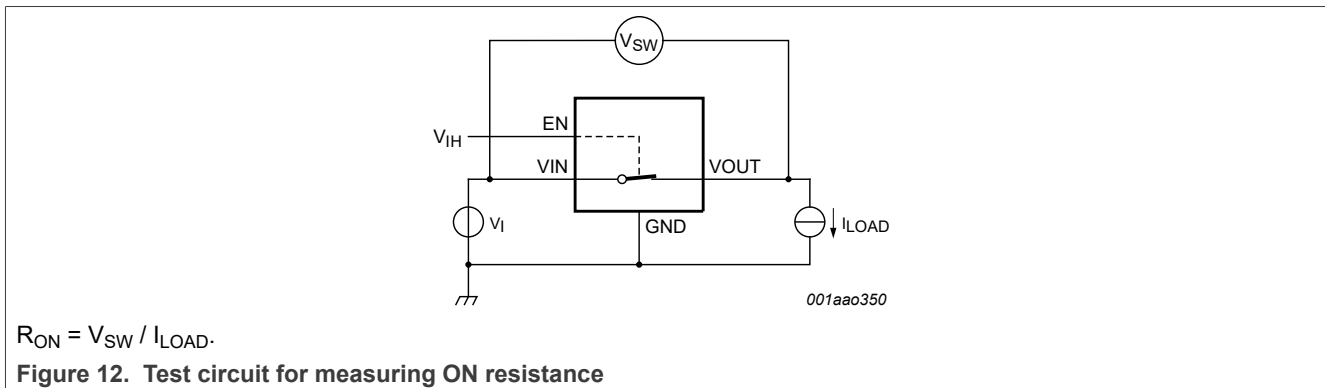 VSW
EN
VIH
VIN
VOUT
VI
GND
ILOAD
001aao350
RON = VSW / ILOAD.
Figure 12. Test circuit for measuring ON resistance